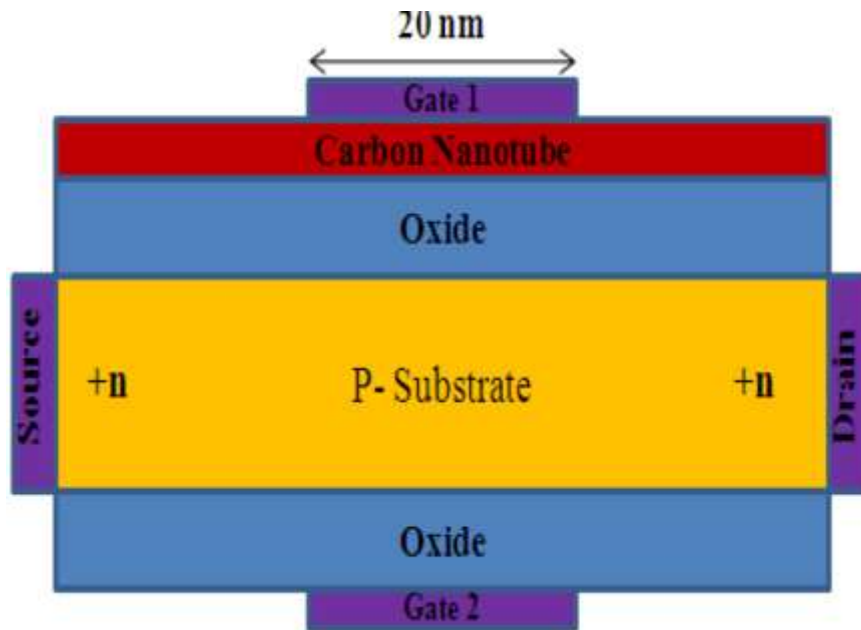 20 nm
Gate 1
Carbon Nanotube
Oxide
Source
+n
P- Substrate
+n
Drain
Oxide
Gate 2